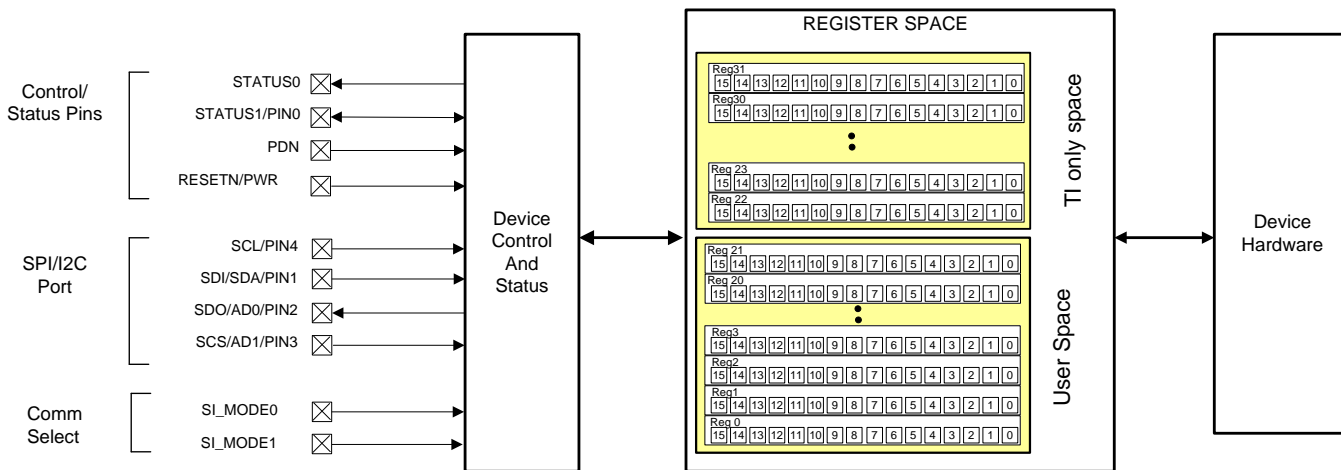 Control/
Status Pins
STATUS0
STATUS1/PIN0
PDN
RESETN/PWR
SPI/I2C
Port
SCL/PIN4
SDI/SDA/PIN1
SDO/AD0/PIN2
SCS/AD1/PIN3
Comm
Select
SI_MODE0
SI_MODE1
Device
Control
And
Status
REGISTER SPACE
Reg31
15 14 13 12 11 10 9 8 7 6 5 4 3 2 1 0
Reg30
15 14 13 12 11 10 9 8 7 6 5 4 3 2 1 0
Reg 23
15 14 13 12 11 10 9 8 7 6 5 4 3 2 1 0
Reg 22
15 14 13 12 11 10 9 8 7 6 5 4 3 2 1 0
TI only space
Reg 21
15 14 13 12 11 10 9 8 7 6 5 4 3 2 1 0
Reg 20
15 14 13 12 11 10 9 8 7 6 5 4 3 2 1 0
Reg3
15 14 13 12 11 10 9 8 7 6 5 4 3 2 1 0
Reg2
15 14 13 12 11 10 9 8 7 6 5 4 3 2 1 0
Reg1
15 14 13 12 11 10 9 8 7 6 5 4 3 2 1 0
Reg 0
15 14 13 12 11 10 9 8 7 6 5 4 3 2 1 0
User Space
Device
Hardware